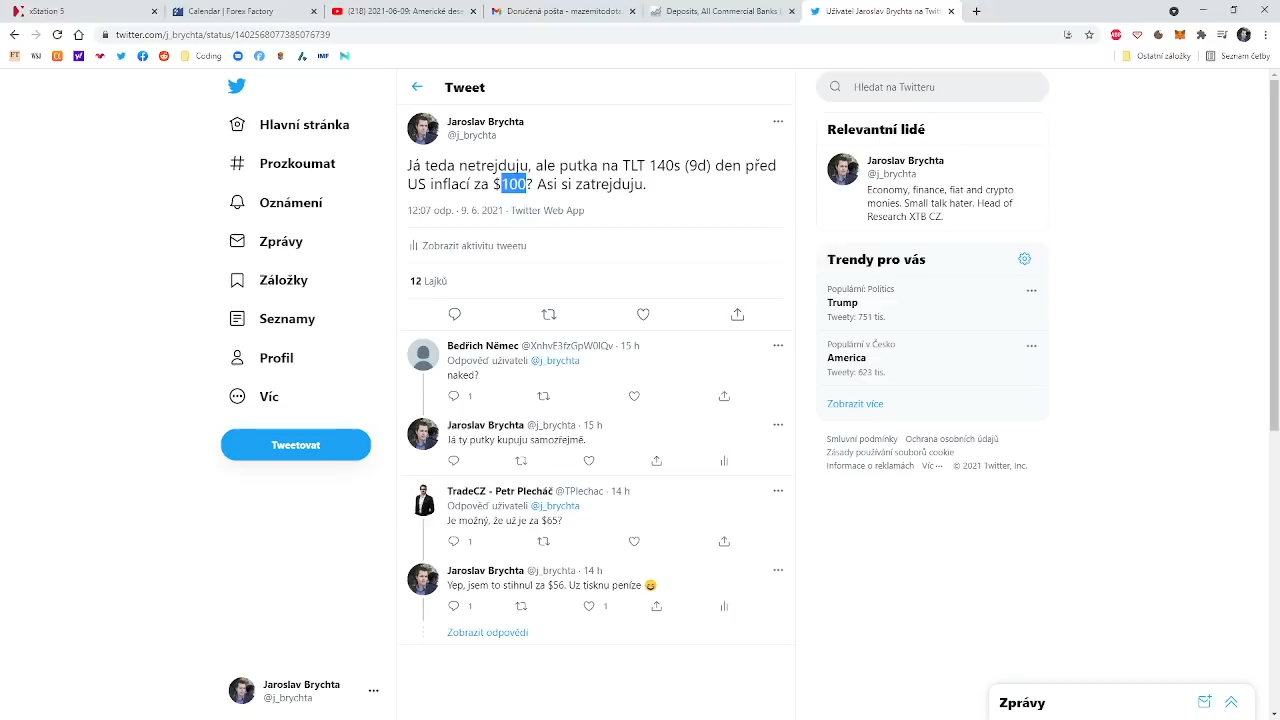 xStation 5
Calendar | Forex Factory
(218) 2021-06-09: Americké des
Doručená pošta - mazemitcdotu
Deposits, All Commercial Banks (
Uživatel Jaroslav Brychta na Twitte
twitter.com/j_brychta/status/1402568077385076739
FT
WSJ
Coding
IMF
Ostatní záložky
Seznam četby
Tweet
Hledat na Twitteru
Hlavní stránka
Prozkoumat
Oznámení
Zprávy
Záložky
Seznamy
Profil
Víc
Tweetovat
Jaroslav Brychta
@j_brychta
Jaroslav Brychta
@j_brychta
Já teda netrejduju, ale putka na TLT 140s (9d) den před
US inflací za $100? Asi si zatrejduju.
12:07 odp. · 9. 6. 2021 · Twitter Web App
Zobrazit aktivitu tweetu
12 Lajků
Bedřich Němec @XnhvE3fzGpW0lQv · 15 h
Odpověď uživateli @j_brychta
naked?
1
Jaroslav Brychta @j_brychta · 15 h
Já ty putky kupuju samozřejmě.
TradeCZ - Petr Plecháč @TPlechac · 14 h
Odpověď uživateli @j_brychta
Je možný, že už je za $65?
1
Jaroslav Brychta @j_brychta · 14 h
Yep, jsem to stihnul za $56. Uz tisknu peníze 😄
1
1
Zobrazit odpovědi
Relevantní lidé
Jaroslav Brychta
@j_brychta
Economy, finance, fiat and crypto
monies. Small talk hater. Head of
Research XTB CZ.
Trendy pro vás
Populární: Politics
Trump
Tweety: 751 tis.
Populární v Česko
America
Tweety: 623 tis.
Zobrazit více
Smluvní podmínky Ochrana osobních údajů
Zásady používání souborů cookie
Informace o reklamách Víc ··· © 2021 Twitter, Inc.
Zprávy